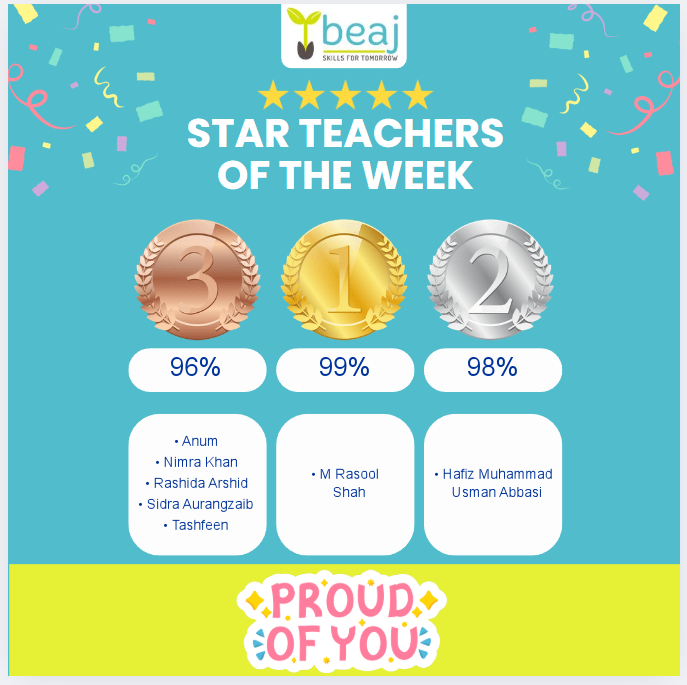 beaj
SKILLS FOR TOMORROW
STAR TEACHERS
OF THE WEEK
3
1
2
96%
99%
98%
• Anum
• Nimra Khan
• Rashida Arshid
• Sidra Aurangzaib
• Tashfeen
• M Rasool
Shah
• Hafiz Muhammad
Usman Abbasi
PROUD
OF YOU